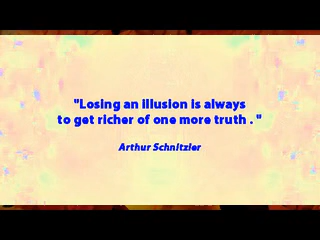 "Losing an illusion is always
to get richer of one more truth . "
Arthur Schnitzler